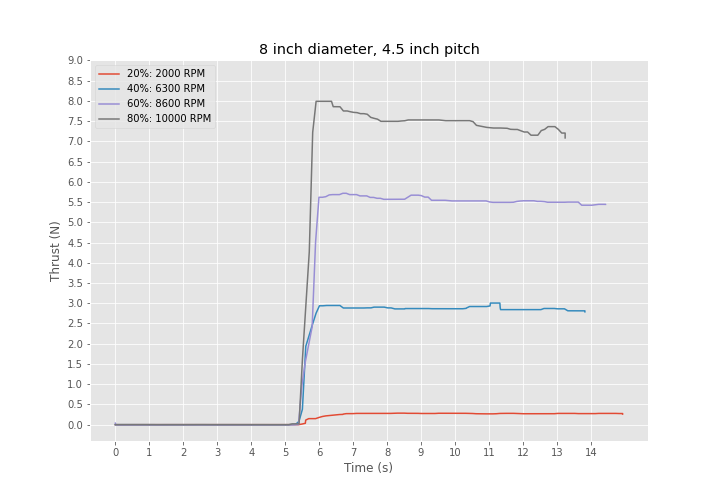 8 inch diameter, 4.5 inch pitch
20%: 2000 RPM
40%: 6300 RPM
60%: 8600 RPM
80%: 10000 RPM
Thrust (N)
9.0
8.5
8.0
7.5
7.0
6.5
6.0
5.5
5.0
4.5
4.0
3.5
3.0
2.5
2.0
1.5
1.0
0.5
0.0
0 1 2 3 4 5 6 7 8 9 10 11 12 13 14
Time (s)